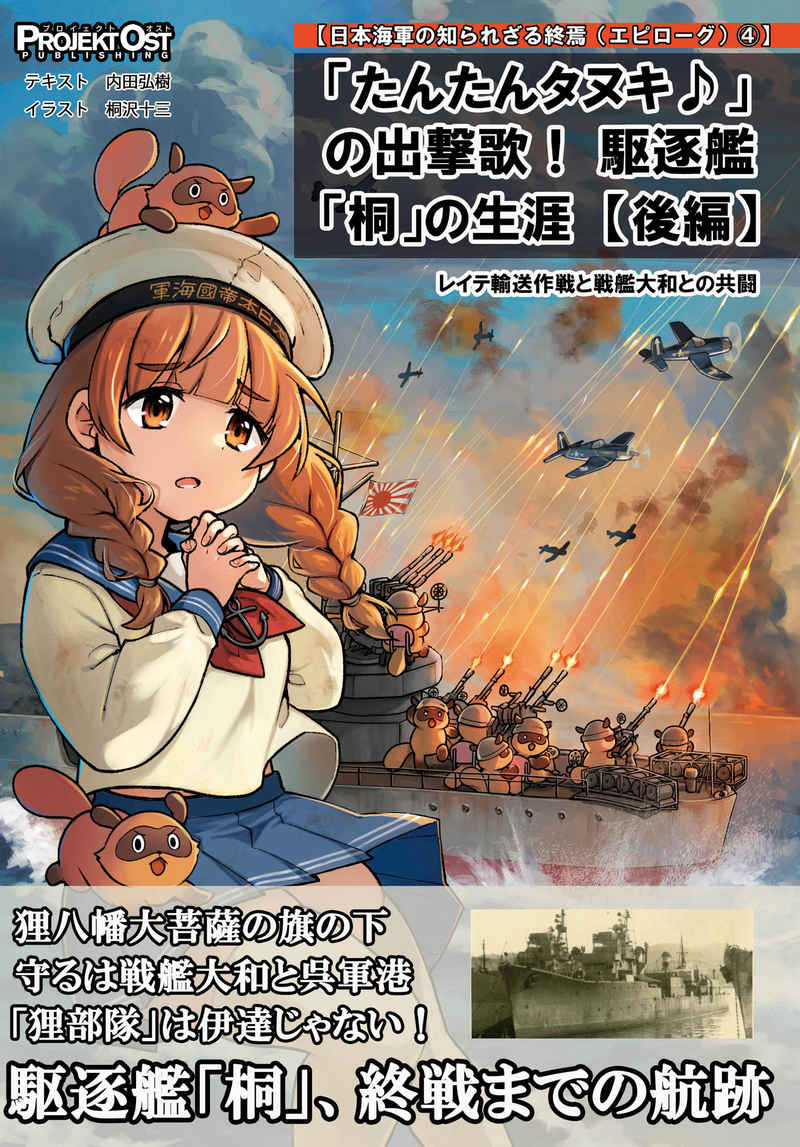 プロイェクト オスト
PROJEKT OST
PUBLISHING
テキスト 内田弘樹
イラスト 桐沢十三
【日本海軍の知られざる終焉（エピローグ）④】
「たんたんタヌキ♪」
の出撃歌！ 駆逐艦
「桐」の生涯【後編】
レイテ輸送作戦と戦艦大和との共闘
軍海國帝本日大
狸八幡大菩薩の旗の下
守るは戦艦大和と呉軍港
「狸部隊」は伊達じゃない！
駆逐艦「桐」、終戦までの航跡